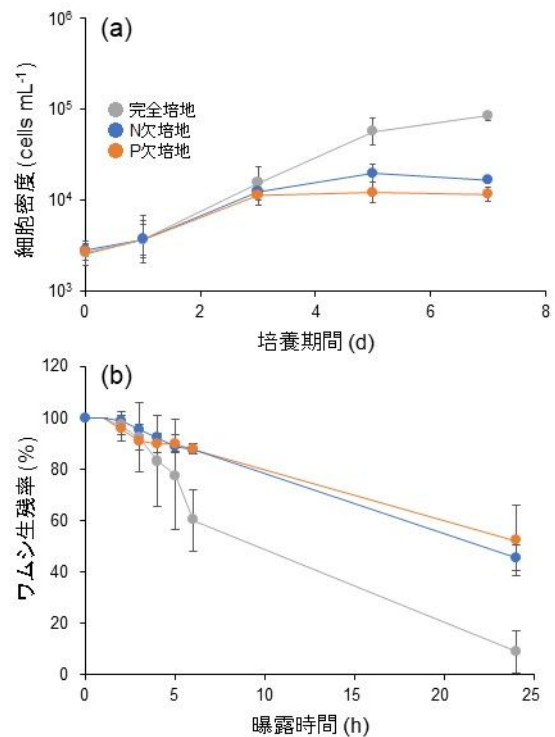 (a)
10⁶
10⁵
10⁴
10³
完全培地
N欠培地
P欠培地
細胞密度 (cells mL⁻¹)
0 2 4 6 8
培養期間 (d)
(b)
120
100
80
60
40
20
0
ワムシ生残率 (%)
0 5 10 15 20 25
曝露時間 (h)